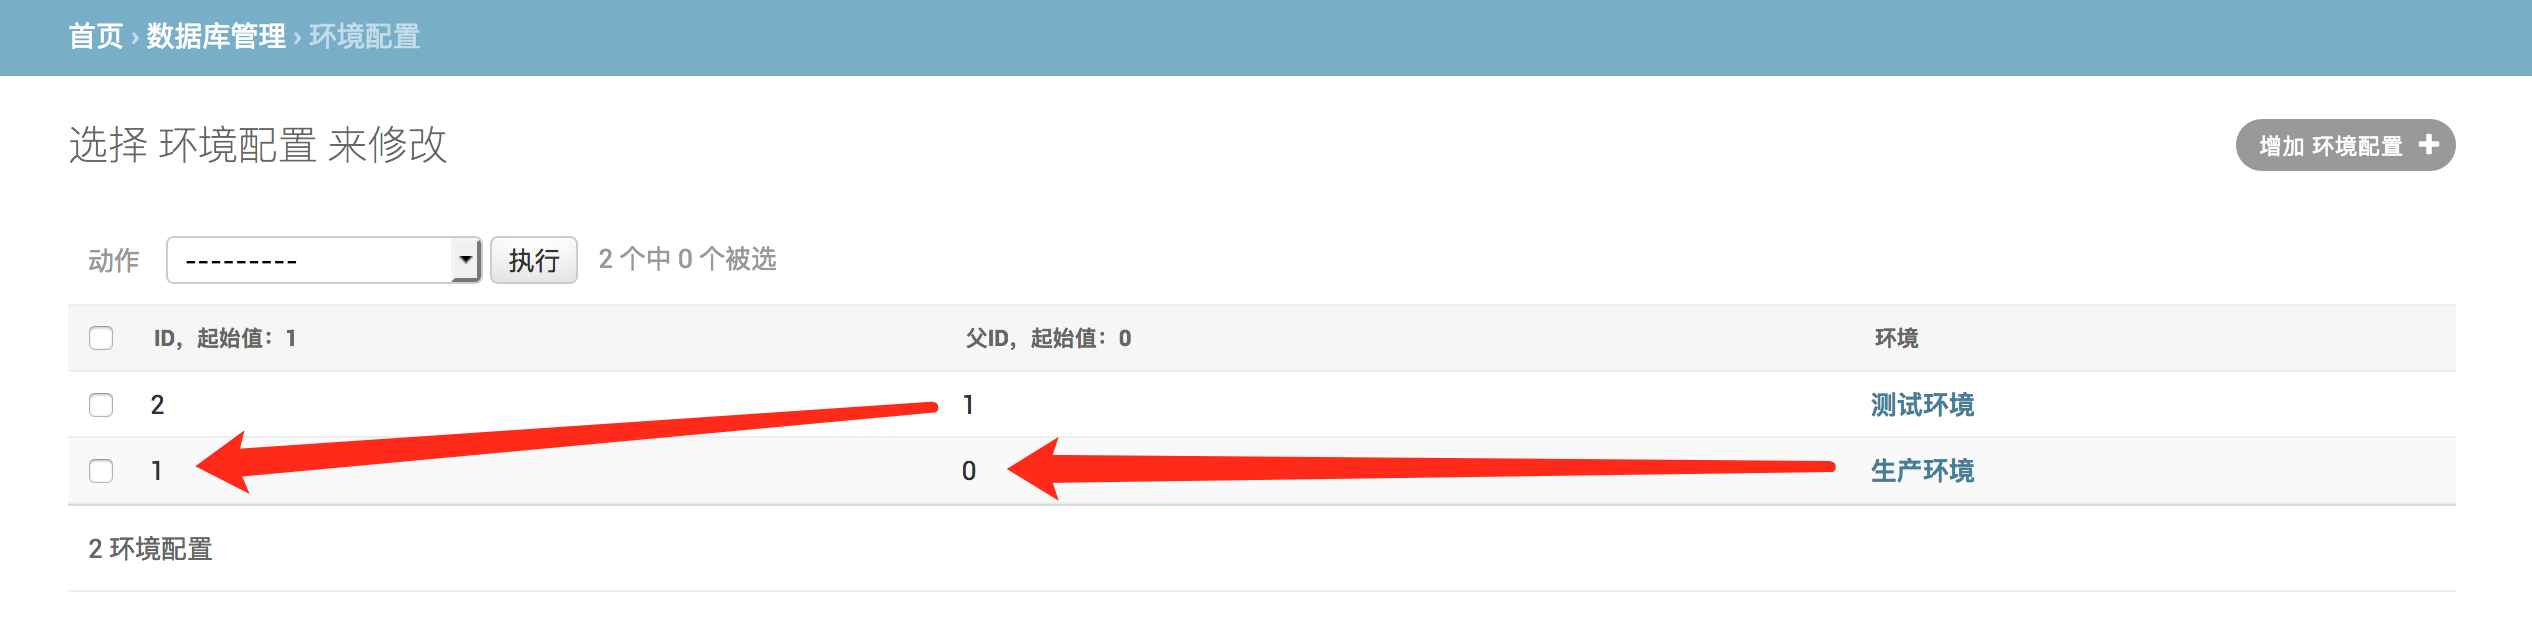 首页 › 数据库管理 › 环境配置
选择 环境配置 来修改
增加 环境配置 +
动作 --------- 执行 2 个中 0 个被选
ID，起始值：1 父ID，起始值：0 环境
2 1 测试环境
1 0 生产环境
2 环境配置